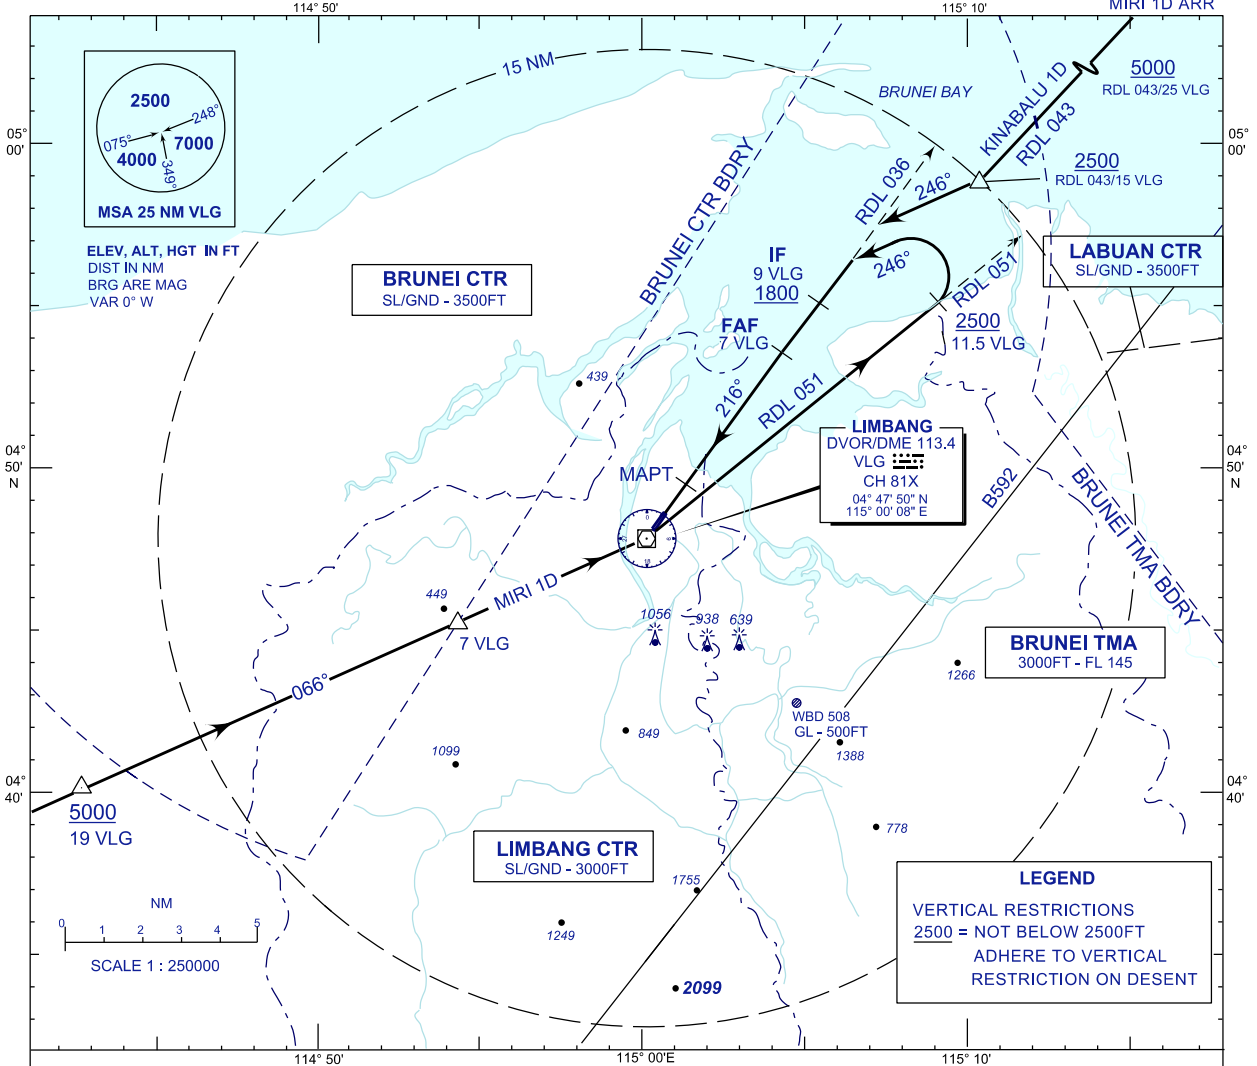 MIRI 1D ARR
114° 50'
115° 10'
15 NM
BRUNEI BAY
KINABALU 1D
RDL 043
5000
RDL 043/25 VLG
2500
RDL 043/15 VLG
05°
00'
05°
00'
2500
248°
075°
7000
4000
349°
MSA 25 NM VLG
ELEV, ALT, HGT IN FT
DIST IN NM
BRG ARE MAG
VAR 0° W
BRUNEI CTR
SL/GND - 3500FT
BRUNEI CTR BDRY
RDL 036
246°
246°
RDL 051
LABUAN CTR
SL/GND - 3500FT
IF
9 VLG
1800
FAF
7 VLG
2500
11.5 VLG
439
216°
RDL 051
LIMBANG
DVOR/DME 113.4
VLG
CH 81X
04° 47' 50" N
115° 00' 08" E
MAPT
04°
50'
N
04°
50'
N
B592
BRUNEI TMA BDRY
MIRI 1D
449
7 VLG
1056
938
639
BRUNEI TMA
3000FT - FL 145
1266
066°
WBD 508
GL - 500FT
849
1388
1099
04°
40'
04°
40'
5000
19 VLG
778
LIMBANG CTR
SL/GND - 3000FT
1755
1249
2099
NM
0 1 2 3 4 5
SCALE 1 : 250000
LEGEND
VERTICAL RESTRICTIONS
2500 = NOT BELOW 2500FT
ADHERE TO VERTICAL
RESTRICTION ON DESENT
114° 50'
115° 00'E
115° 10'